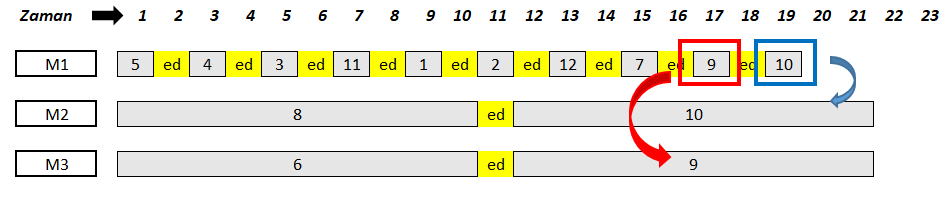 Zaman 1 2 3 4 5 6 7 8 9 10 11 12 13 14 15 16 17 18 19 20 21 22 23
M1 5 ed 4 ed 3 ed 11 ed 1 ed 2 ed 12 ed 7 ed 9 ed 10
M2 8 ed 10
M3 6 ed 9